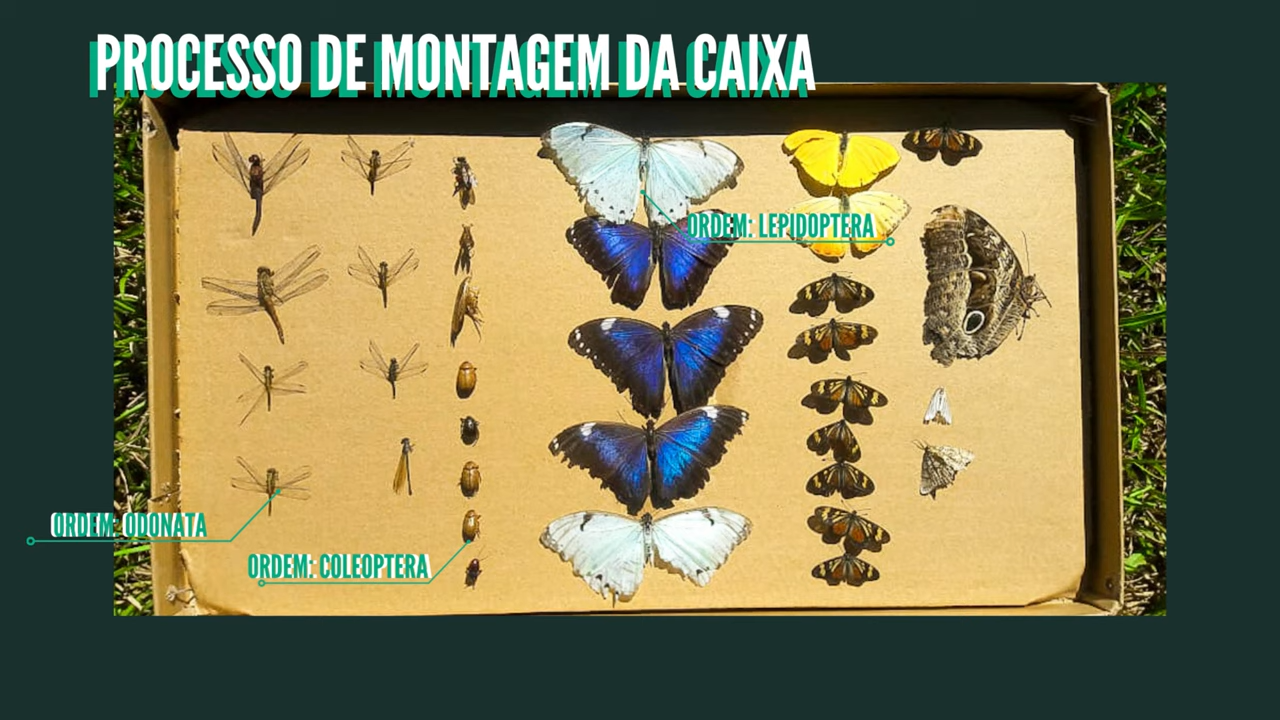 PROCESSO DE MONTAGEM DA CAIXA
ORDEM: LEPIDOPTERA
ORDEM: ODONATA
ORDEM: COLEOPTERA